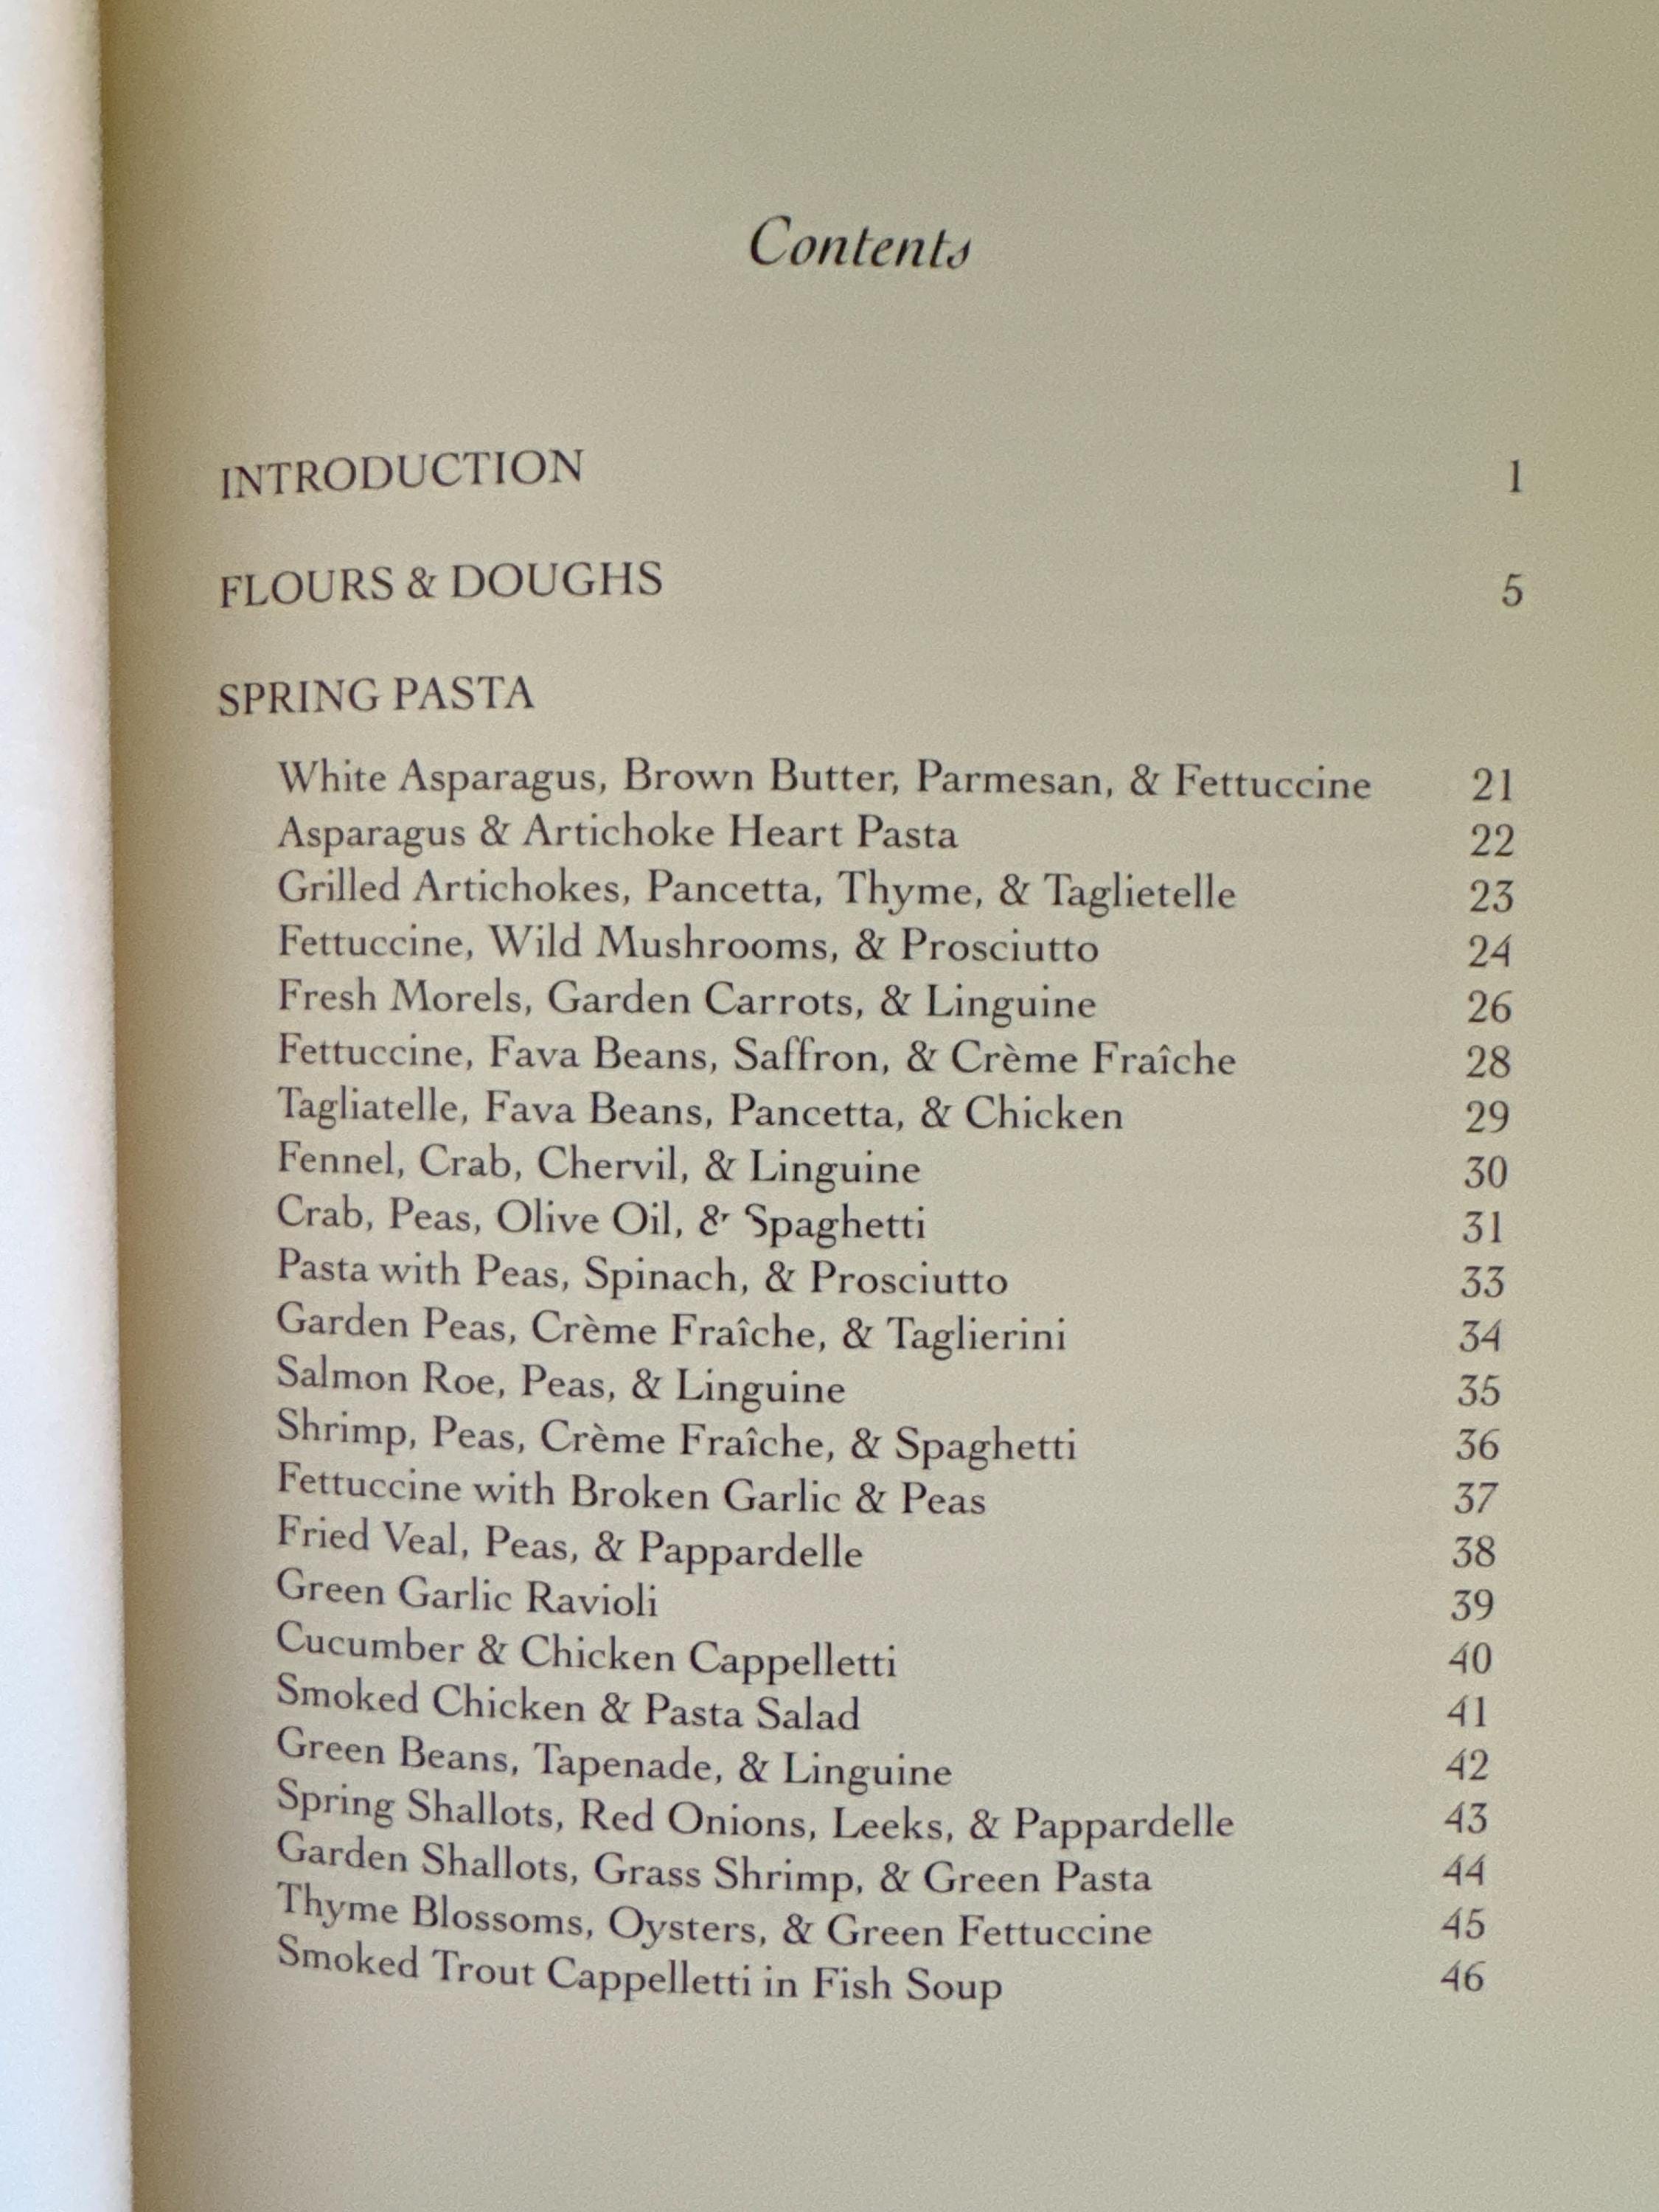 Contents
INTRODUCTION 1
FLOURS & DOUGHS 5
SPRING PASTA
White Asparagus, Brown Butter, Parmesan, & Fettuccine 21
Asparagus & Artichoke Heart Pasta 22
Grilled Artichokes, Pancetta, Thyme, & Taglietelle 23
Fettuccine, Wild Mushrooms, & Prosciutto 24
Fresh Morels, Garden Carrots, & Linguine 26
Fettuccine, Fava Beans, Saffron, & Crème Fraîche 28
Tagliatelle, Fava Beans, Pancetta, & Chicken 29
Fennel, Crab, Chervil, & Linguine 30
Crab, Peas, Olive Oil, & Spaghetti 31
Pasta with Peas, Spinach, & Prosciutto 33
Garden Peas, Crème Fraîche, & Taglierini 34
Salmon Roe, Peas, & Linguine 35
Shrimp, Peas, Crème Fraîche, & Spaghetti 36
Fettuccine with Broken Garlic & Peas 37
Fried Veal, Peas, & Pappardelle 38
Green Garlic Ravioli 39
Cucumber & Chicken Cappelletti 40
Smoked Chicken & Pasta Salad 41
Green Beans, Tapenade, & Linguine 42
Spring Shallots, Red Onions, Leeks, & Pappardelle 43
Garden Shallots, Grass Shrimp, & Green Pasta 44
Thyme Blossoms, Oysters, & Green Fettuccine 45
Smoked Trout Cappelletti in Fish Soup 46